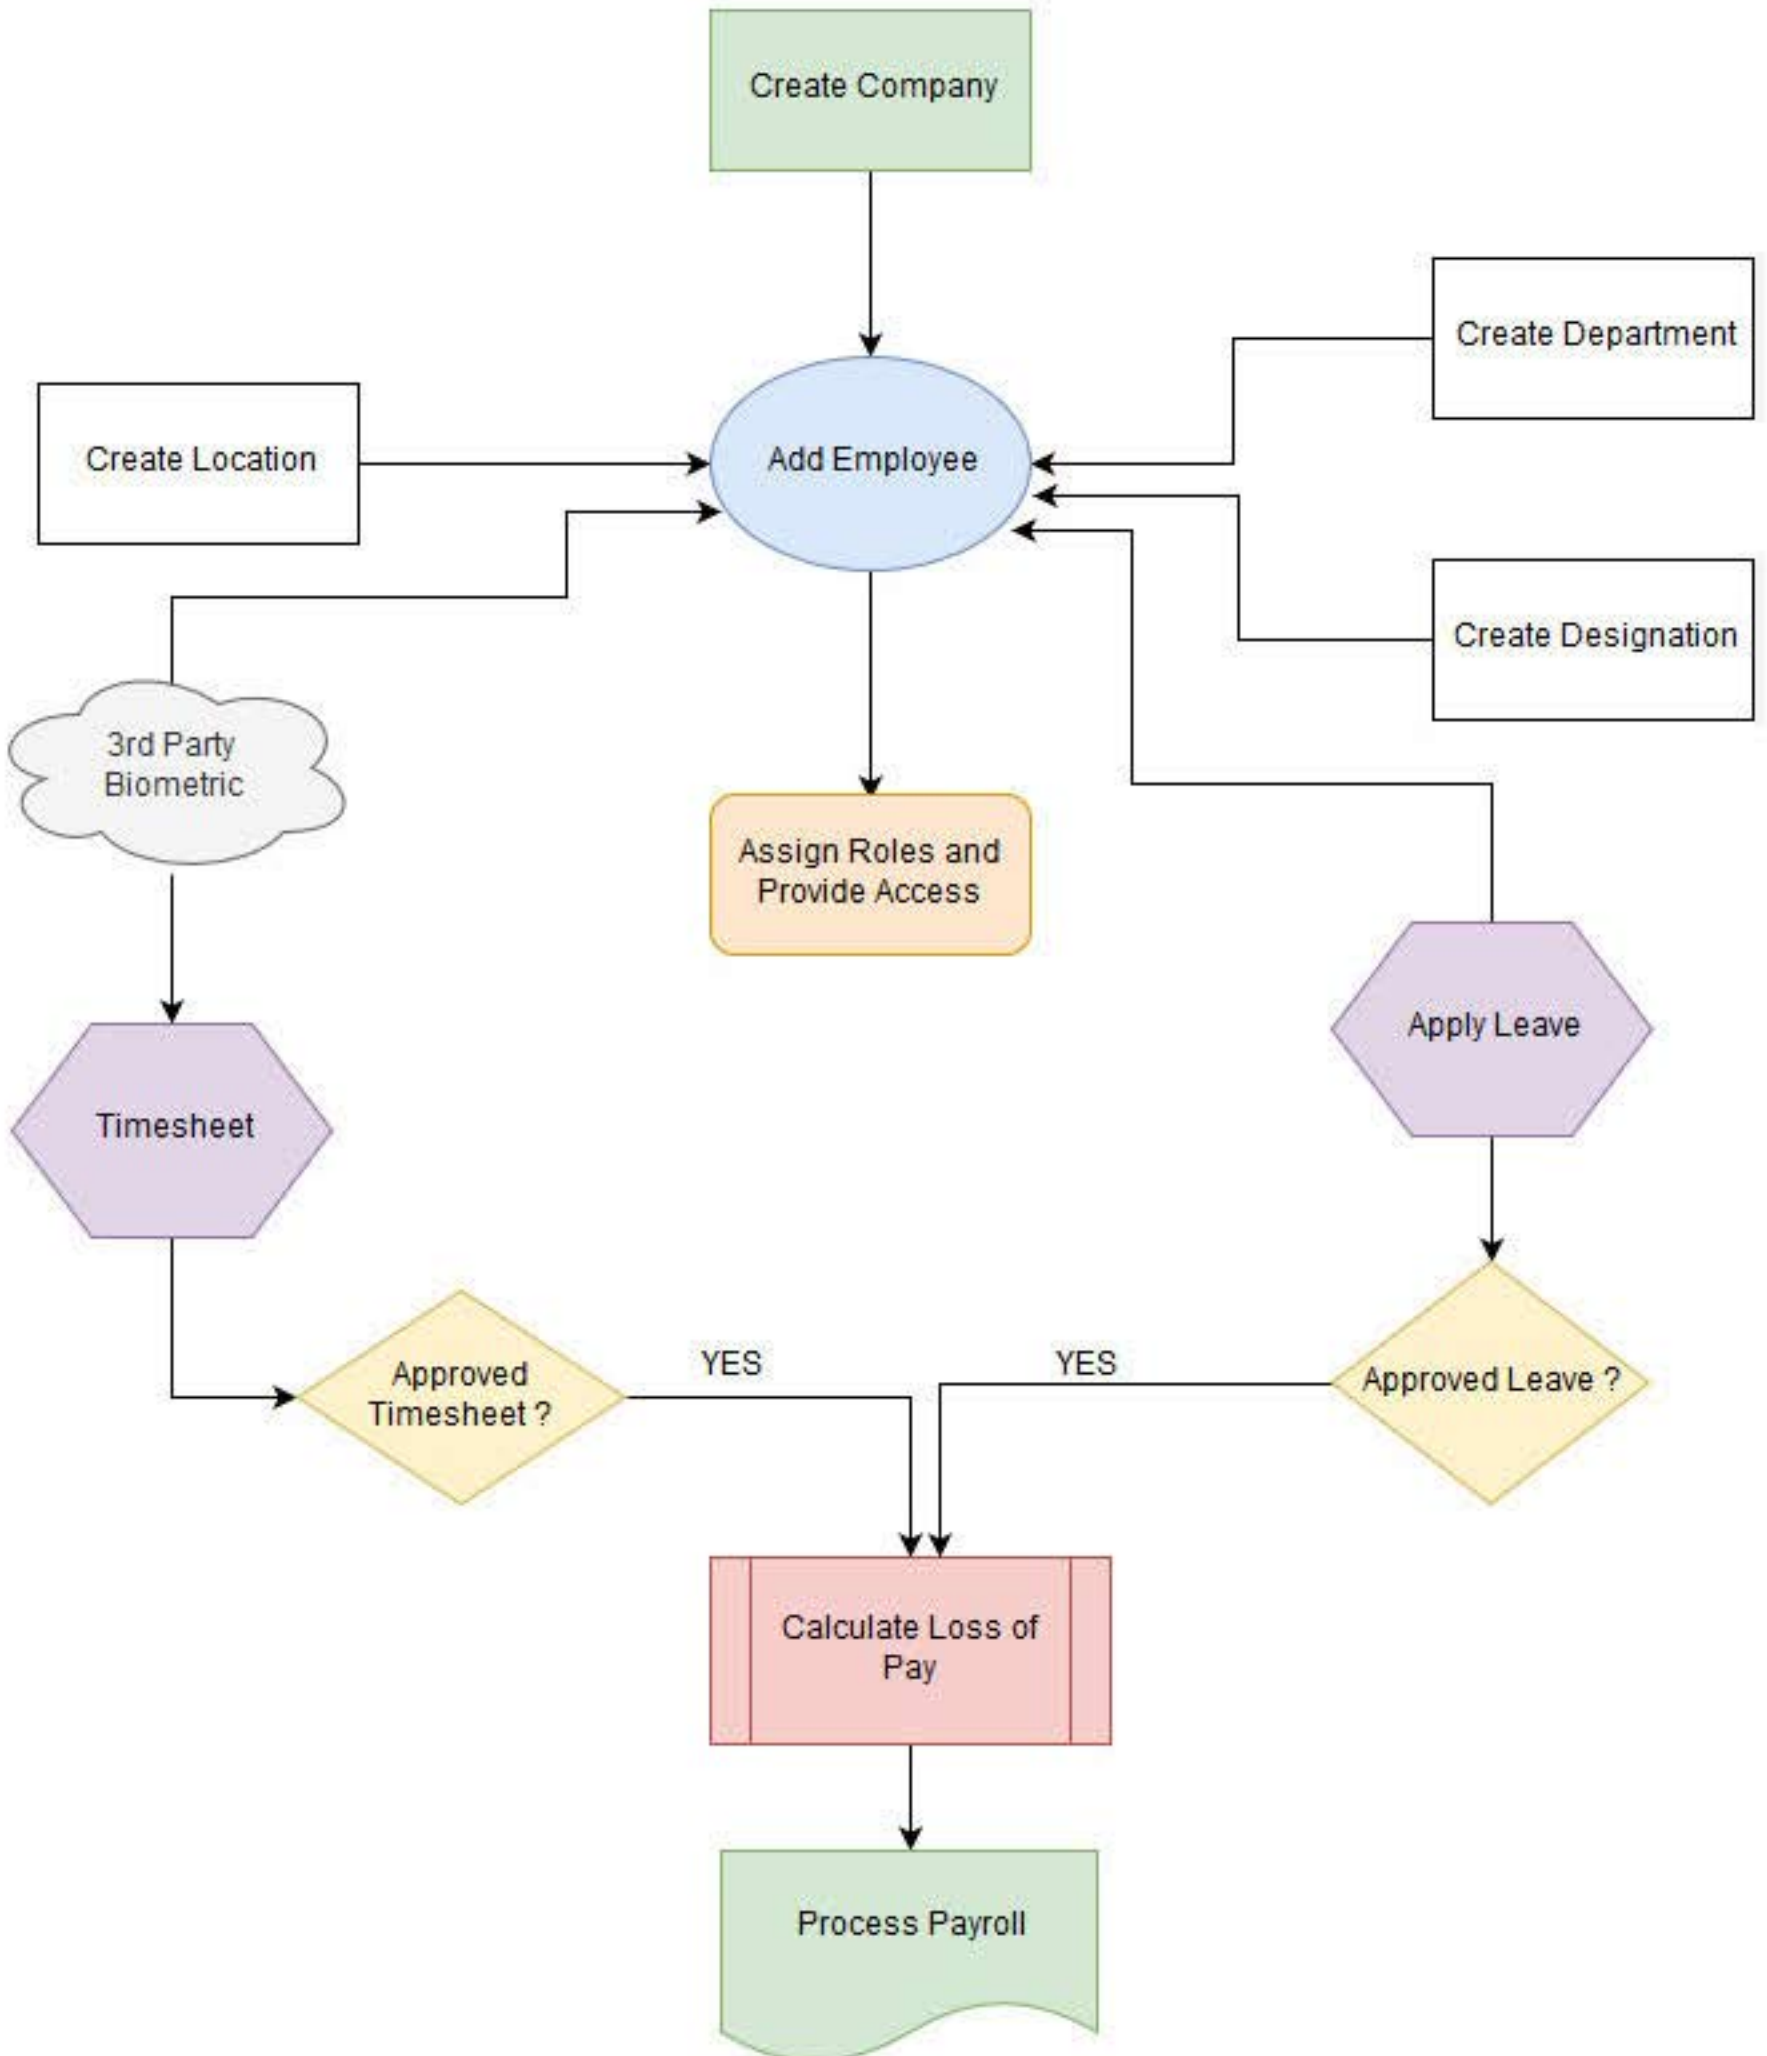 Create Company
Create Department
Create Location
Add Employee
Create Designation
3rd Party
Biometric
Assign Roles and
Provide Access
Apply Leave
Timesheet
YES
YES
Approved
Timesheet ?
Approved Leave ?
Calculate Loss of
Pay
Process Payroll